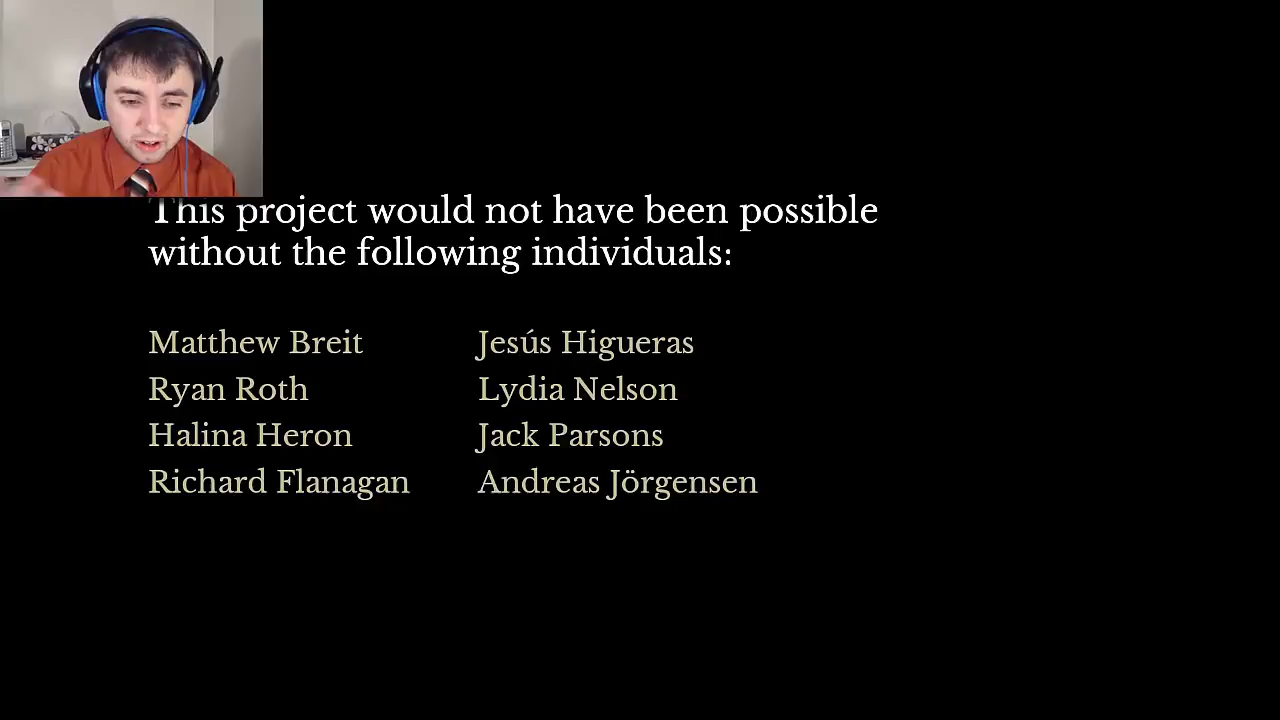 This project would not have been possible
without the following individuals:
Matthew Breit
Jesús Higueras
Ryan Roth
Lydia Nelson
Halina Heron
Jack Parsons
Richard Flanagan
Andreas Jörgensen